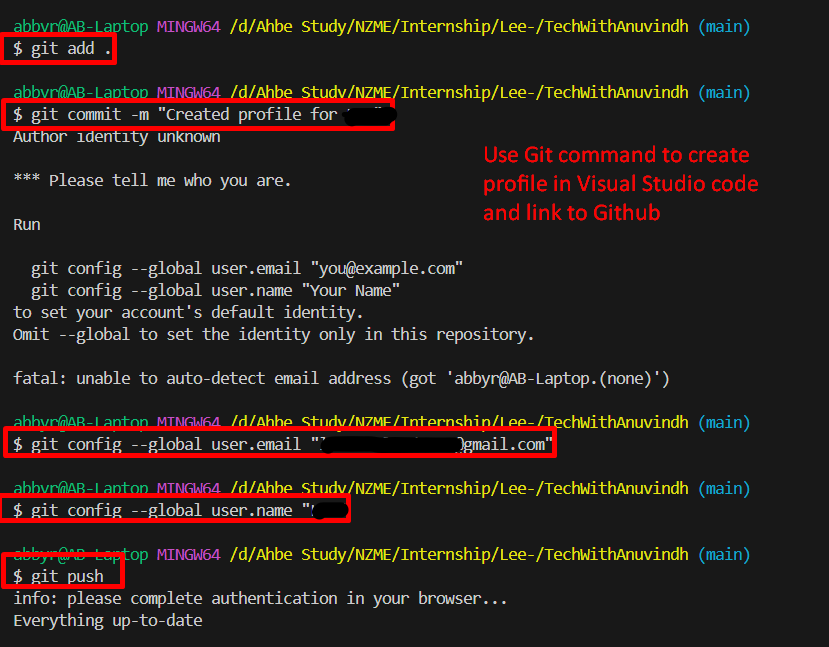 abbyr@AB-Laptop MINGW64 /d/Ahbe Study/NZME/Internship/Lee-/TechWithAnuvindh (main)
$ git add .
abbyr@AB-Laptop MINGW64 /d/Ahbe Study/NZME/Internship/Lee-/TechWithAnuvindh (main)
$ git commit -m "Created profile for
Author identity unknown
*** Please tell me who you are.
Run
git config --global user.email "you@example.com"
git config --global user.name "Your Name"
to set your account's default identity.
Omit --global to set the identity only in this repository.
fatal: unable to auto-detect email address (got 'abbyr@AB-Laptop.(none)')
abbyr@AB-Laptop MINGW64 /d/Ahbe Study/NZME/Internship/Lee-/TechWithAnuvindh (main)
$ git config --global user.email " @gmail.com"
abbyr@AB-Laptop MINGW64 /d/Ahbe Study/NZME/Internship/Lee-/TechWithAnuvindh (main)
$ git config --global user.name "
abbyr@AB-Laptop MINGW64 /d/Ahbe Study/NZME/Internship/Lee-/TechWithAnuvindh (main)
$ git push
info: please complete authentication in your browser...
Everything up-to-date
Use Git command to create
profile in Visual Studio code
and link to Github